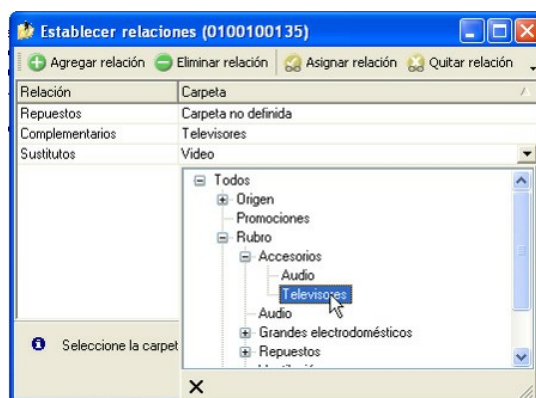 Establecer relaciones (0100100135)
Agregar relación Eliminar relación Asignar relación Quitar relación
Relación Carpeta
Repuestos Carpeta no definida
Complementarios Televisores
Sustitutos Video
Todos
Origen
Promociones
Rubro
Accesorios
Audio
Televisores
Audio
Grandes electrodomésticos
Repuestos
Seleccione la carpet